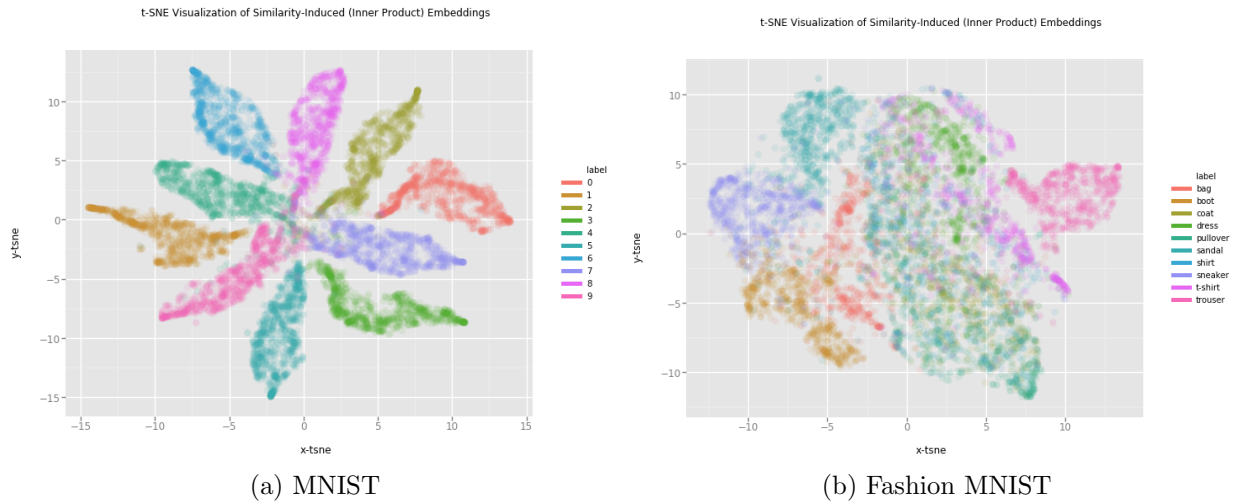 t-SNE Visualization of Similarity-Induced (Inner Product) Embeddings
10
5
0
−5
−10
−15
y-tsne
−15
−10
−5
0
5
10
15
x-tsne
label
0
1
2
3
4
5
6
7
8
9
(a) MNIST
t-SNE Visualization of Similarity-Induced (Inner Product) Embeddings
10
5
0
−5
−10
y-tsne
−10
−5
0
5
10
x-tsne
label
bag
boot
coat
dress
pullover
sandal
shirt
sneaker
t-shirt
trouser
(b) Fashion MNIST